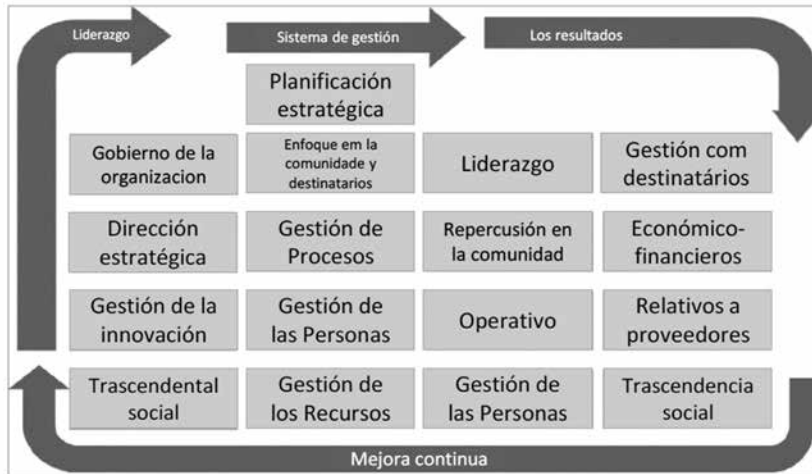 Liderazgo
Sistema de gestión
Los resultados
Planificación
estratégica
Gobierno de la
organizacion
Enfoque em la
comunidade y
destinatarios
Liderazgo
Gestión com
destinatários
Dirección
estratégica
Gestión de
Procesos
Repercusión en
la comunidad
Económico-
financieros
Gestión de la
innovación
Gestión de
las Personas
Operativo
Relativos a
proveedores
Trascendental
social
Gestión de
los Recursos
Gestión de
las Personas
Trascendencia
social
Mejora continua